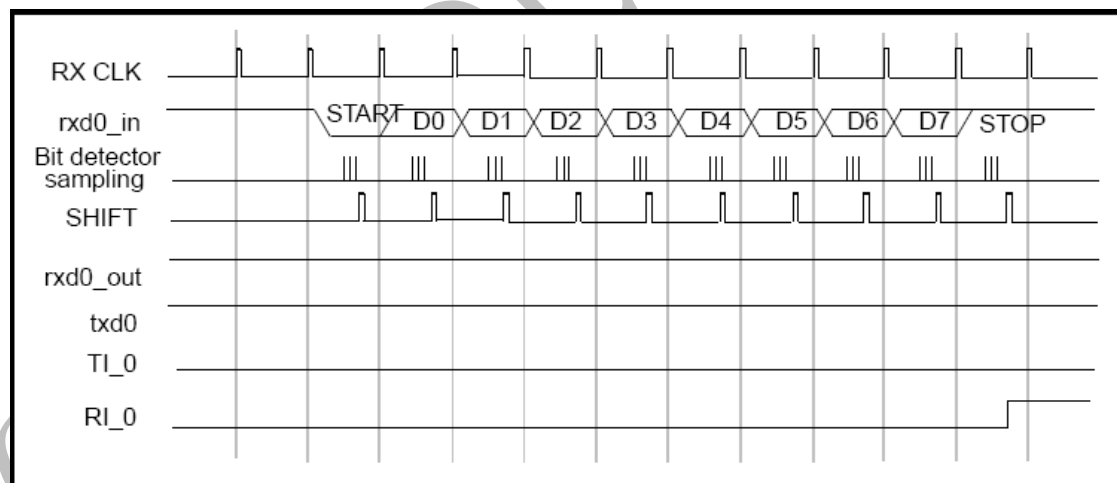 RX CLK
rxd0_in START D0 D1 D2 D3 D4 D5 D6 D7 STOP
Bit detector
sampling
SHIFT
rxd0_out
txd0
TI_0
RI_0